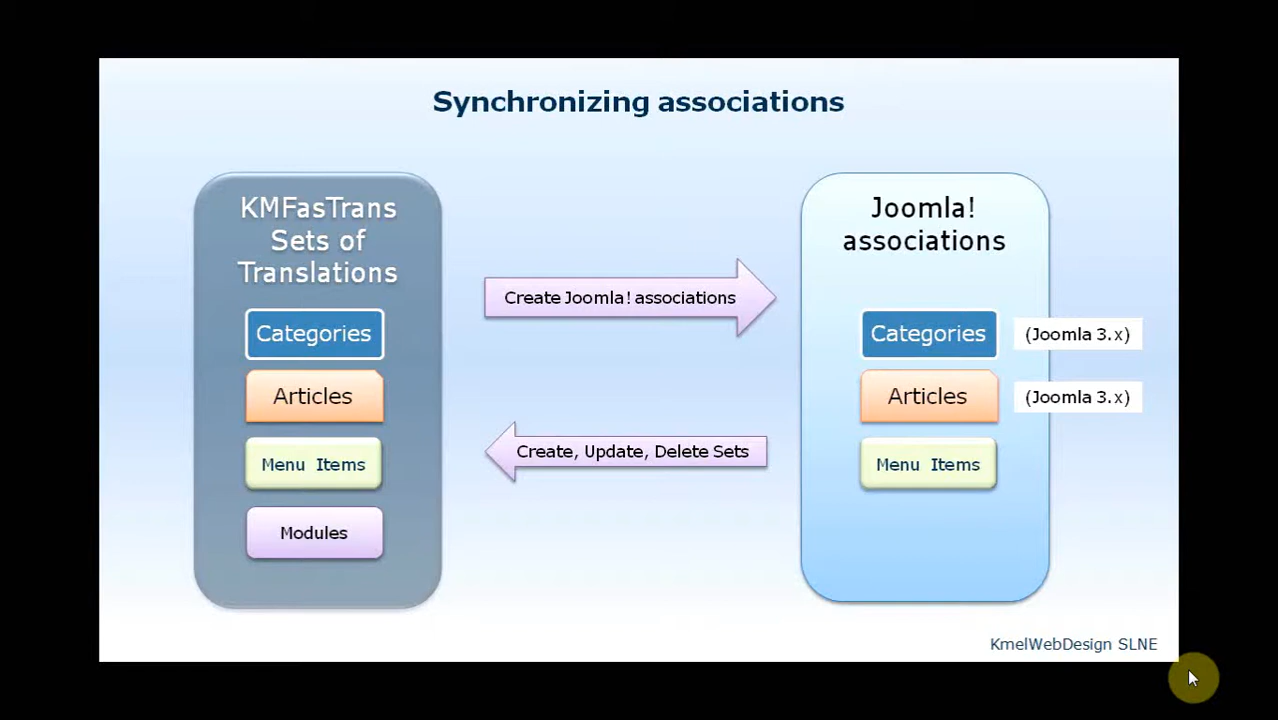 Synchronizing associations
KMFasTrans
Sets of
Translations
Categories
Articles
Menu Items
Modules
Create Joomla! associations
Create, Update, Delete Sets
Joomla!
associations
Categories
(Joomla 3.x)
Articles
(Joomla 3.x)
Menu Items
KmelWebDesign SLNE